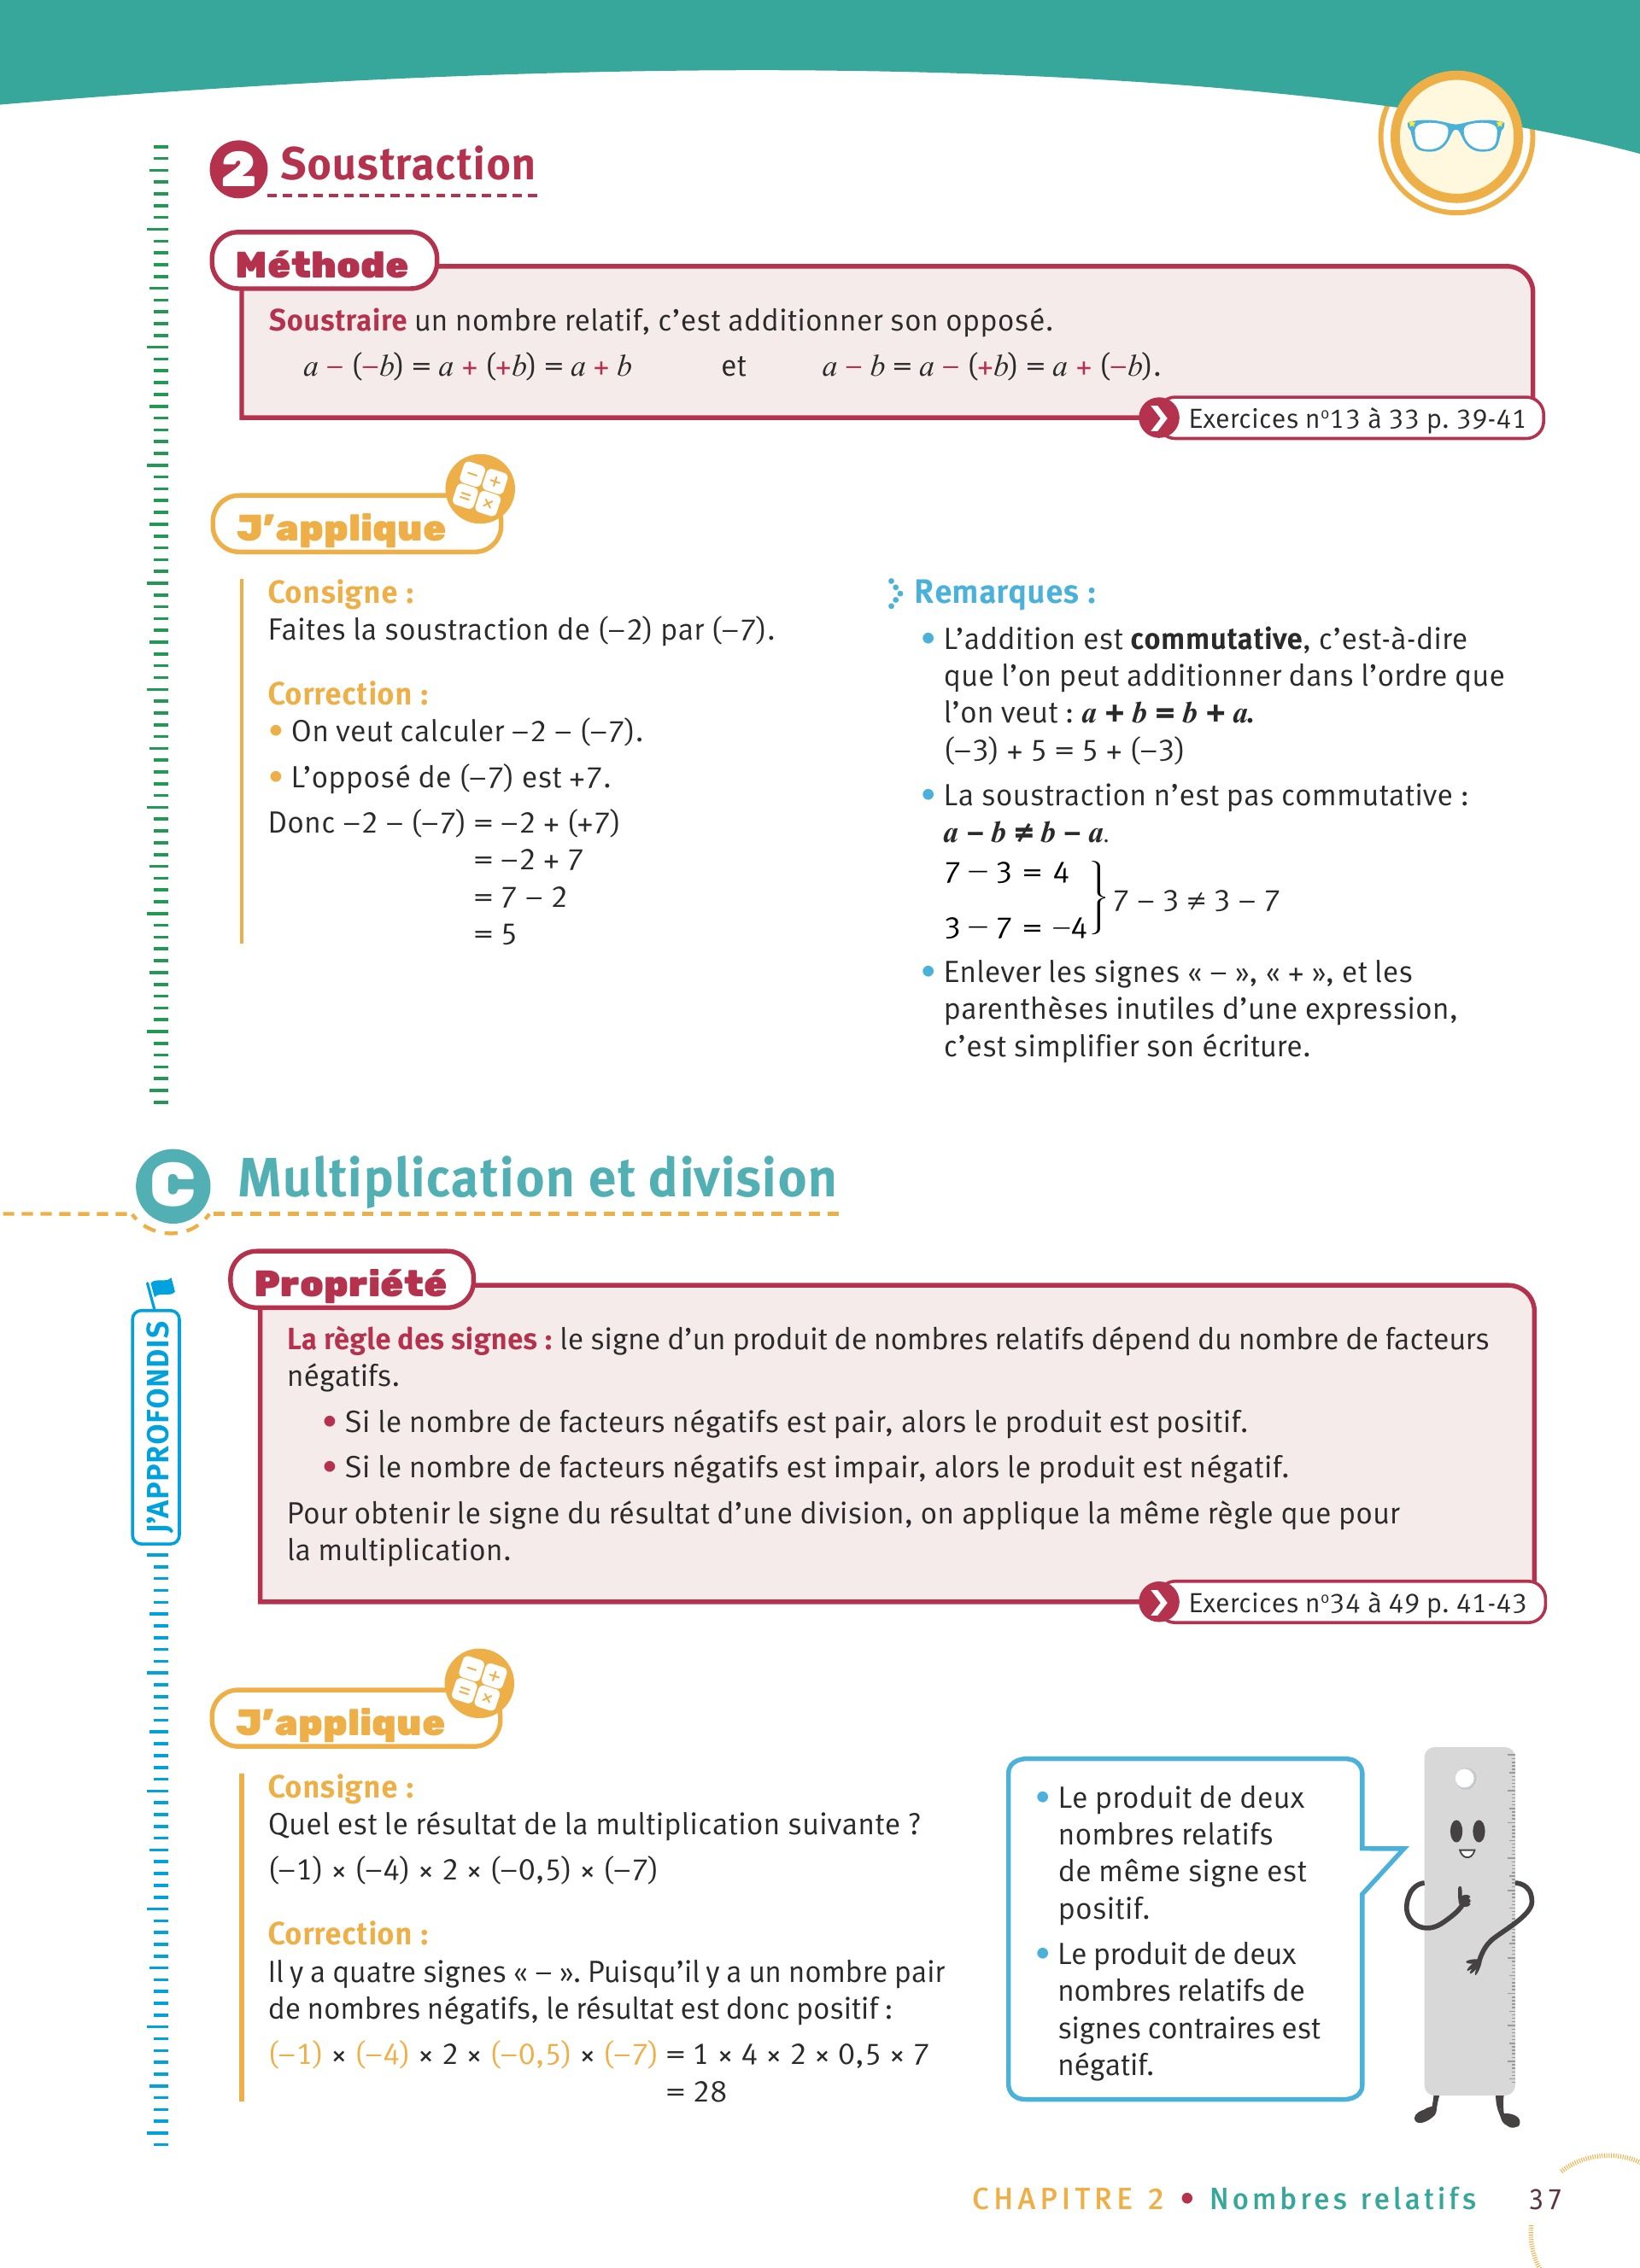 2 Soustraction
Méthode
Soustraire un nombre relatif, c’est additionner son opposé.
a – (–b) = a + (+b) = a + b et a – b = a – (+b) = a + (–b).
Exercices nº13 à 33 p. 39-41
J’applique
Consigne :
Faites la soustraction de (–2) par (–7).
Correction :
• On veut calculer –2 – (–7).
• L’opposé de (–7) est +7.
Donc –2 – (–7) = –2 + (+7)
= –2 + 7
= 7 – 2
= 5
Remarques :
• L’addition est commutative, c’est-à-dire
que l’on peut additionner dans l’ordre que
l’on veut : a + b = b + a.
(–3) + 5 = 5 + (–3)
• La soustraction n’est pas commutative :
a – b ≠ b – a.
7 – 3 = 4
7 – 3 ≠ 3 – 7
3 – 7 = –4
• Enlever les signes « – », « + », et les
parenthèses inutiles d’une expression,
c’est simplifier son écriture.
C Multiplication et division
J’APPROFONDIS
Propriété
La règle des signes : le signe d’un produit de nombres relatifs dépend du nombre de facteurs
négatifs.
• Si le nombre de facteurs négatifs est pair, alors le produit est positif.
• Si le nombre de facteurs négatifs est impair, alors le produit est négatif.
Pour obtenir le signe du résultat d’une division, on applique la même règle que pour
la multiplication.
Exercices nº34 à 49 p. 41-43
J’applique
Consigne :
Quel est le résultat de la multiplication suivante ?
(–1) × (–4) × 2 × (–0,5) × (–7)
Correction :
Il y a quatre signes « – ». Puisqu’il y a un nombre pair
de nombres négatifs, le résultat est donc positif :
(–1) × (–4) × 2 × (–0,5) × (–7) = 1 × 4 × 2 × 0,5 × 7
= 28
• Le produit de deux
nombres relatifs
de même signe est
positif.
• Le produit de deux
nombres relatifs de
signes contraires est
négatif.
CHAPITRE 2 • Nombres relatifs 37